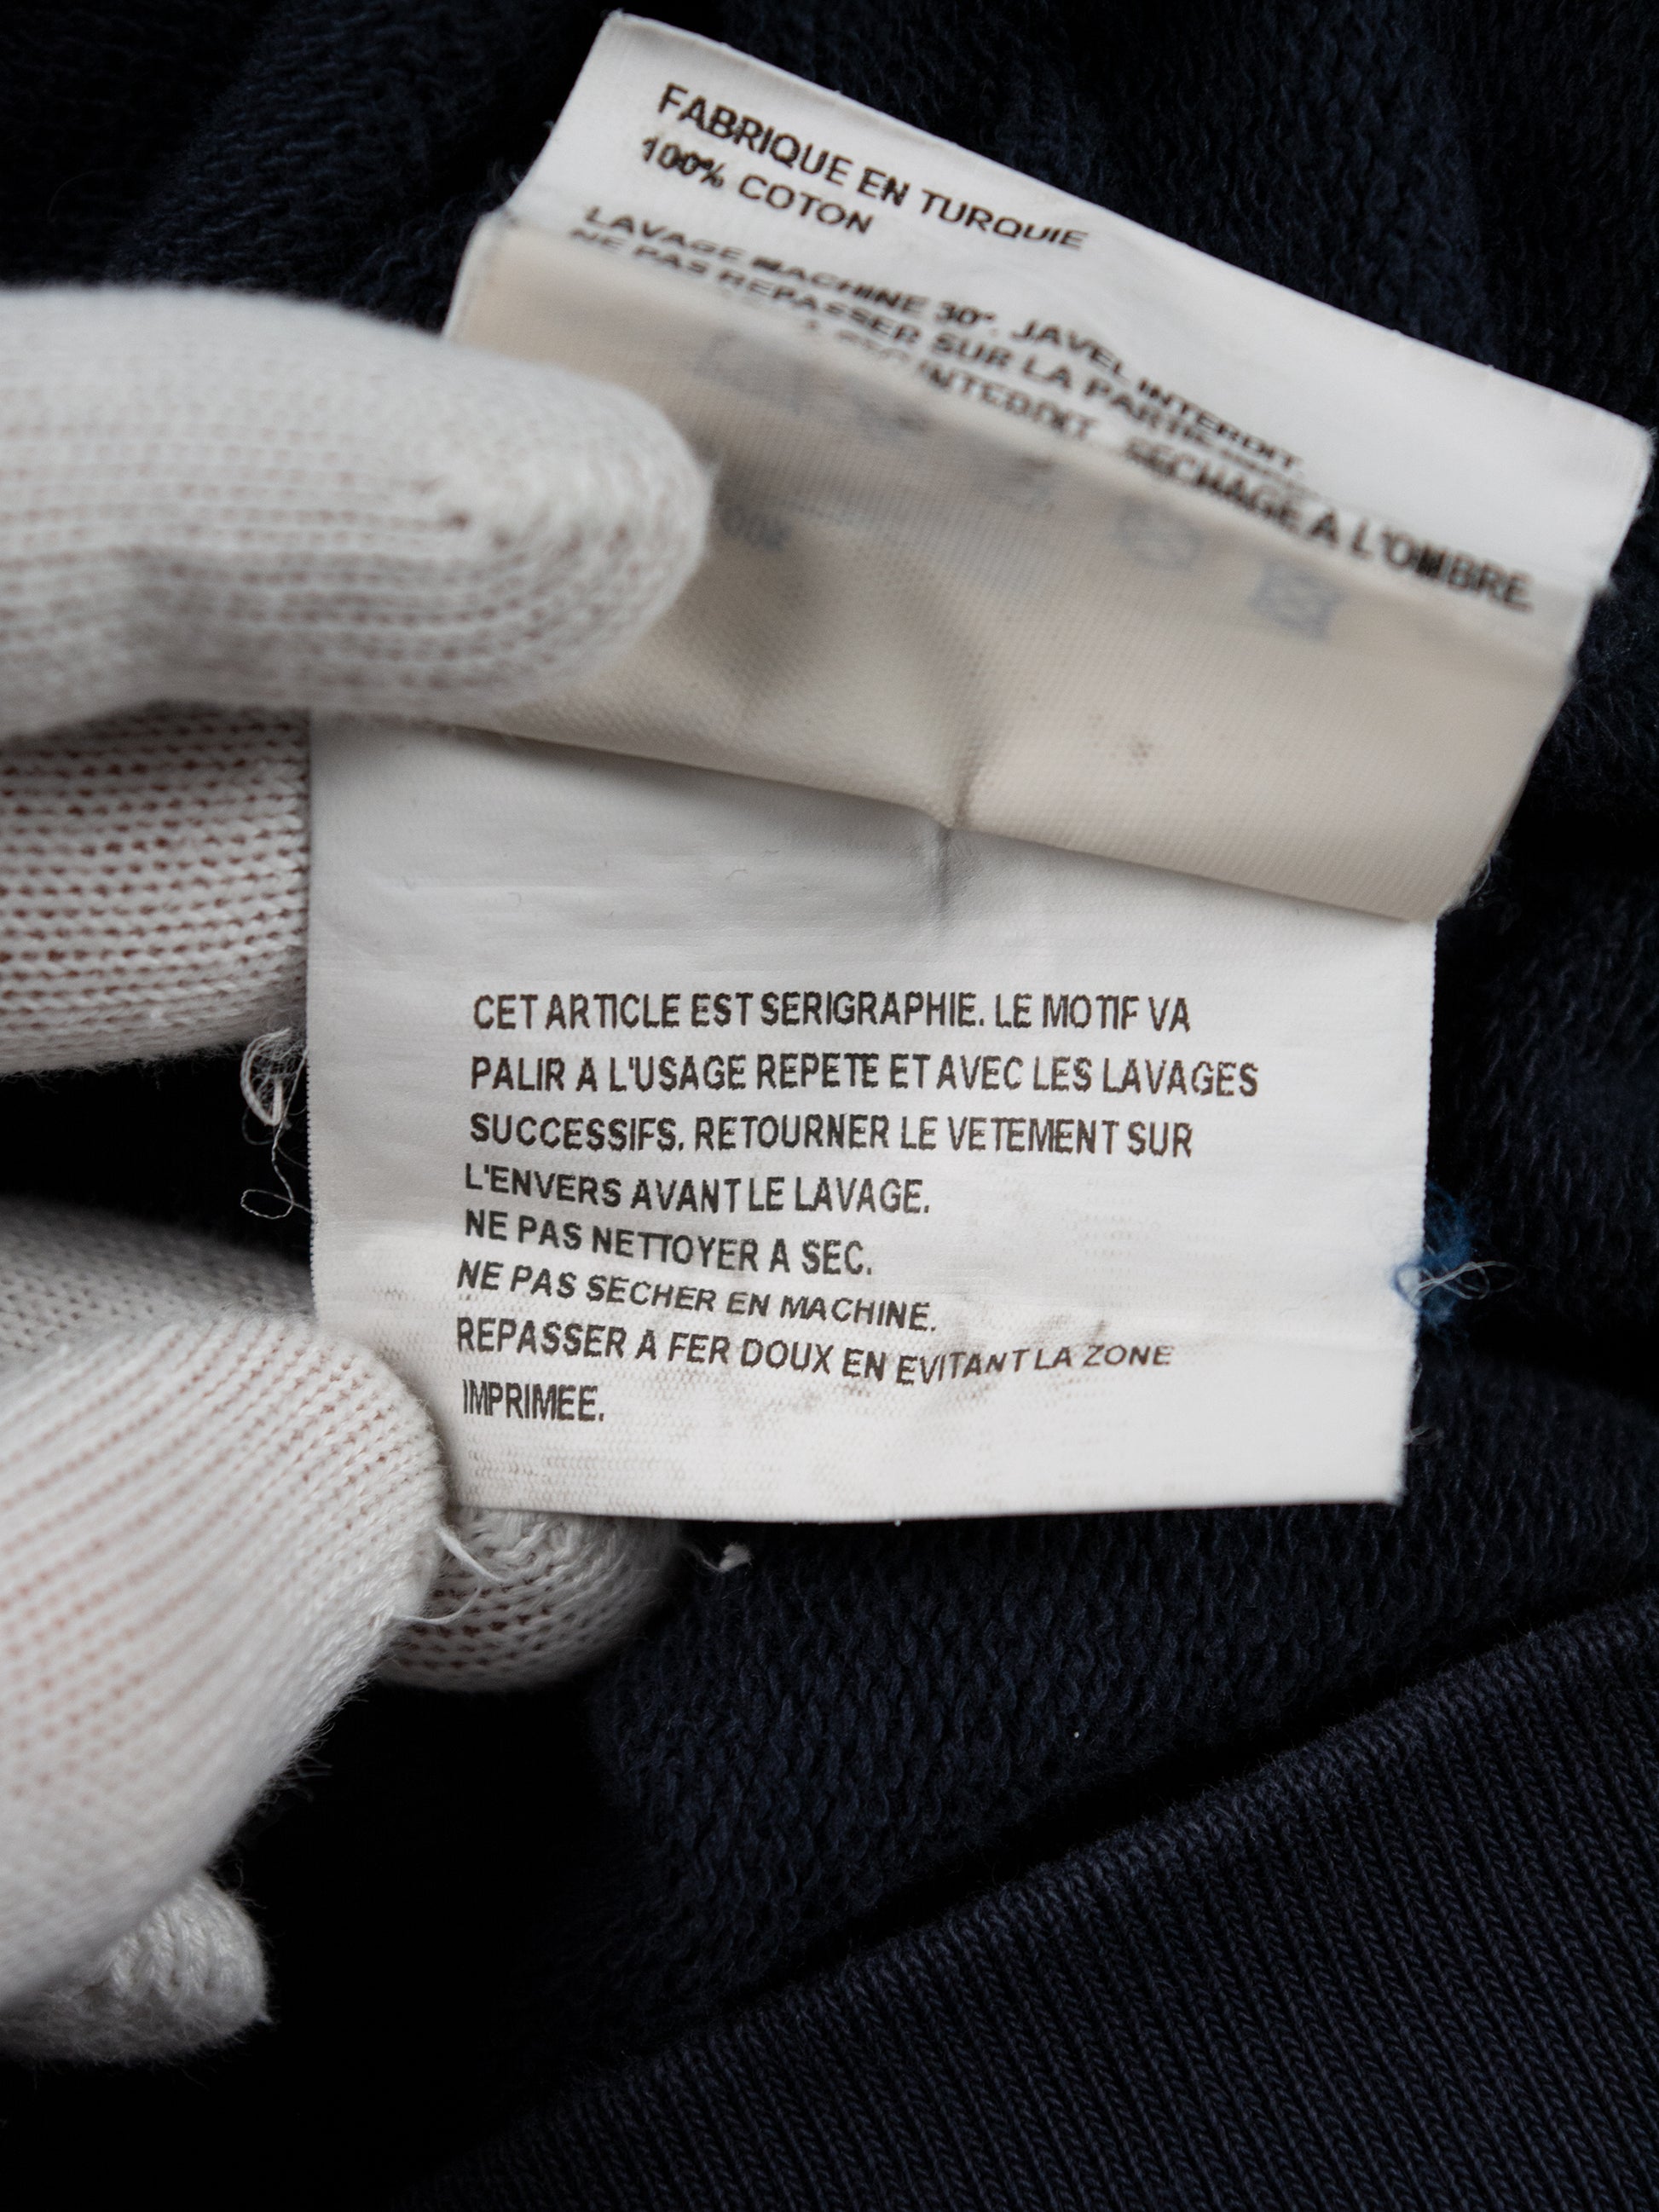 FABRIQUE EN TURQUIE
100% COTON
LAVAGE MACHINE 30°. JAVEL INTERDIT.
NE PAS REPASSER SUR LA PARTIE
INTERDIT. SECHAGE A L'OMBRE.
CET ARTICLE EST SERIGRAPHIE. LE MOTIF VA
PALIR A L'USAGE REPETE ET AVEC LES LAVAGES
SUCCESSIFS. RETOURNER LE VETEMENT SUR
L'ENVERS AVANT LE LAVAGE.
NE PAS NETTOYER A SEC.
NE PAS SECHER EN MACHINE.
REPASSER A FER DOUX EN EVITANT LA ZONE
IMPRIMEE.